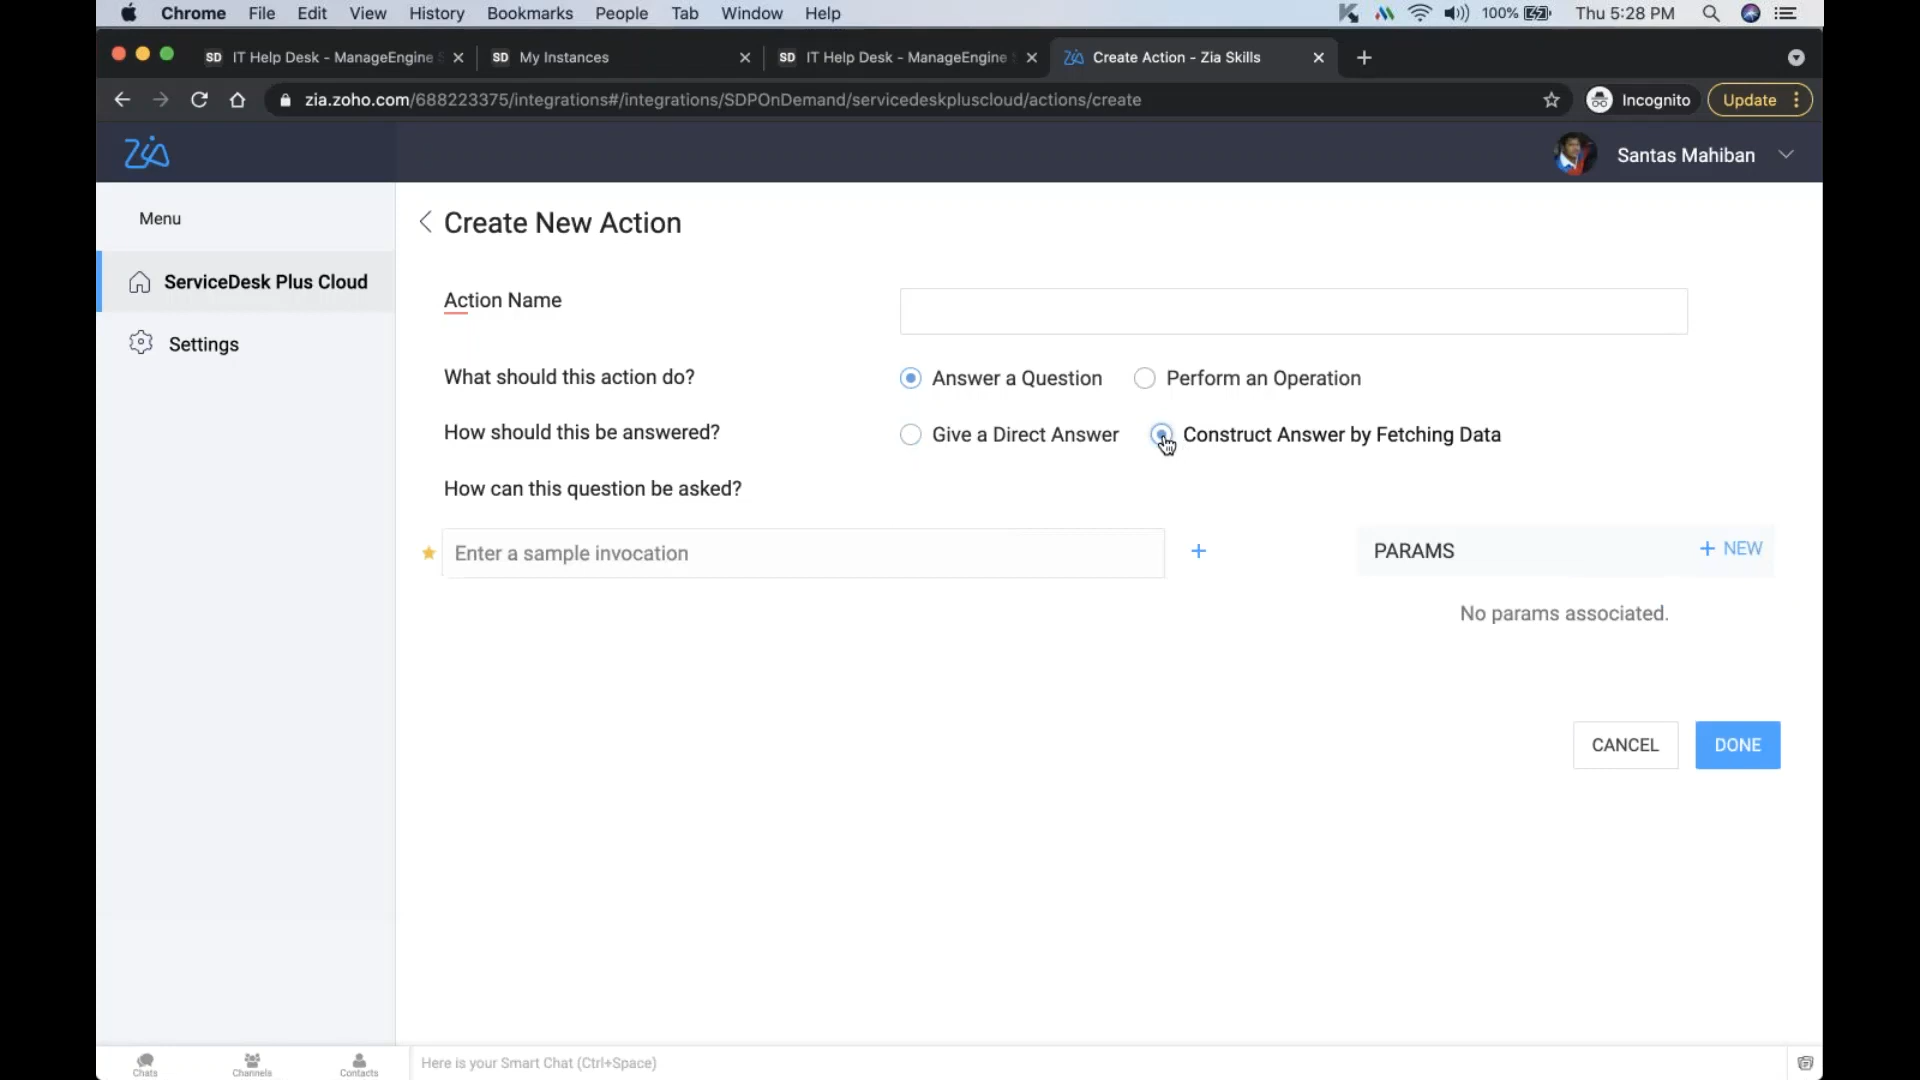 Chrome File Edit View History Bookmarks People Tab Window Help 100% Thu 5:28 PM
SD IT Help Desk - ManageEngine SD My Instances SD IT Help Desk - ManageEngine Create Action - Zia Skills
zia.zoho.com/688223375/integrations#/integrations/SDPOnDemand/servicedeskpluscloud/actions/create Incognito Update
Zia Santas Mahiban
Menu
ServiceDesk Plus Cloud
Settings
Create New Action
Action Name
What should this action do? Answer a Question Perform an Operation
How should this be answered? Give a Direct Answer Construct Answer by Fetching Data
How can this question be asked?
Enter a sample invocation + PARAMS + NEW
No params associated.
CANCEL DONE
Chats Channels Contacts Here is your Smart Chat (Ctrl+Space)